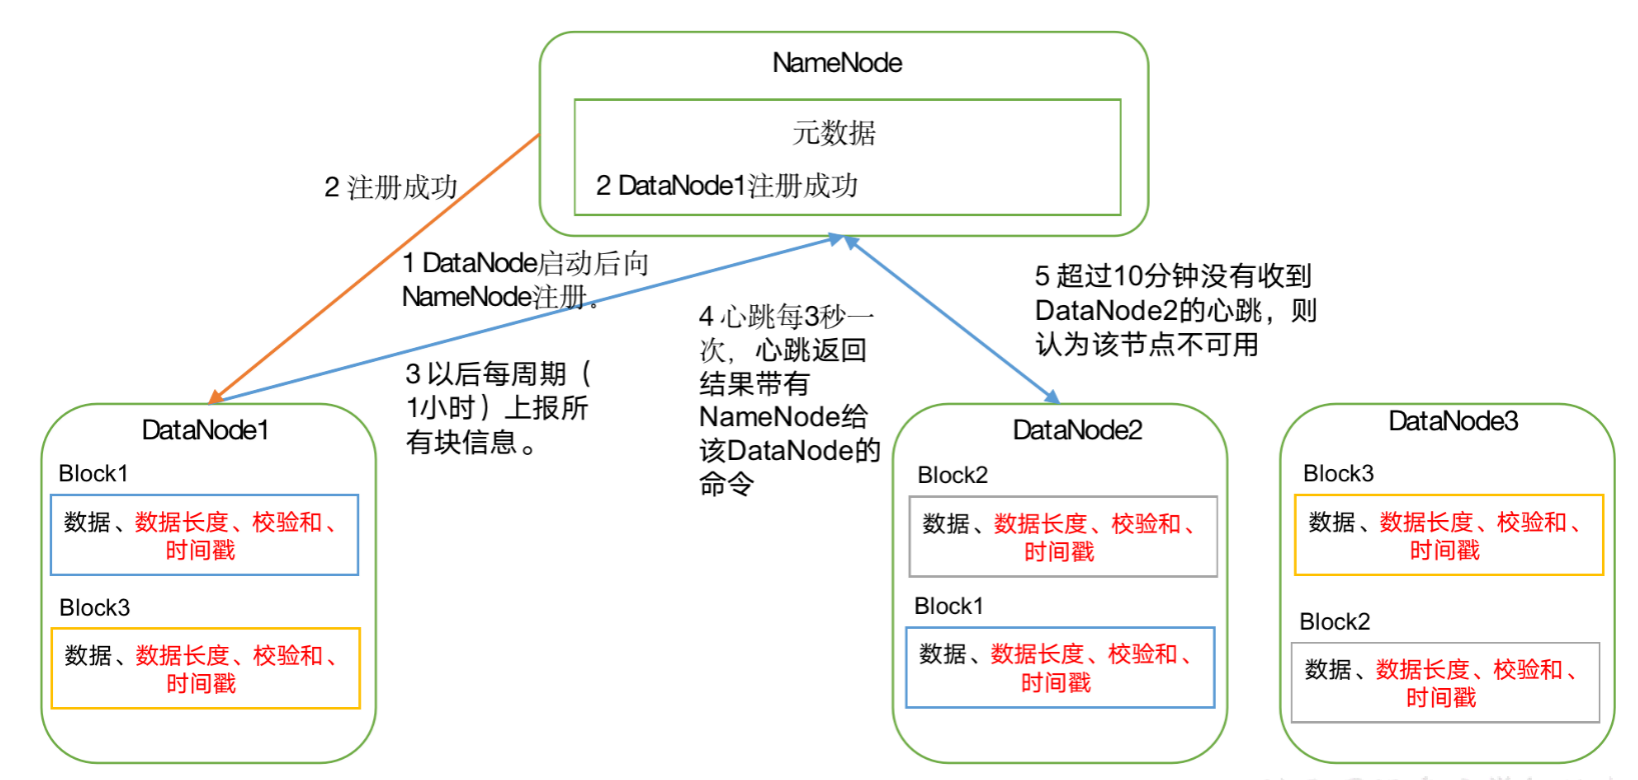 NameNode
元数据
2 DataNode1注册成功
2 注册成功
1 DataNode启动后向
NameNode注册。
3 以后每周期（
1小时）上报所
有块信息。
4 心跳每3秒一
次，心跳返回
结果带有
NameNode给
该DataNode的
命令
5 超过10分钟没有收到
DataNode2的心跳，则
认为该节点不可用
DataNode1
Block1
数据、数据长度、校验和、
时间戳
Block3
数据、数据长度、校验和、
时间戳
DataNode2
Block2
数据、数据长度、校验和、
时间戳
Block1
数据、数据长度、校验和、
时间戳
DataNode3
Block3
数据、数据长度、校验和、
时间戳
Block2
数据、数据长度、校验和、
时间戳